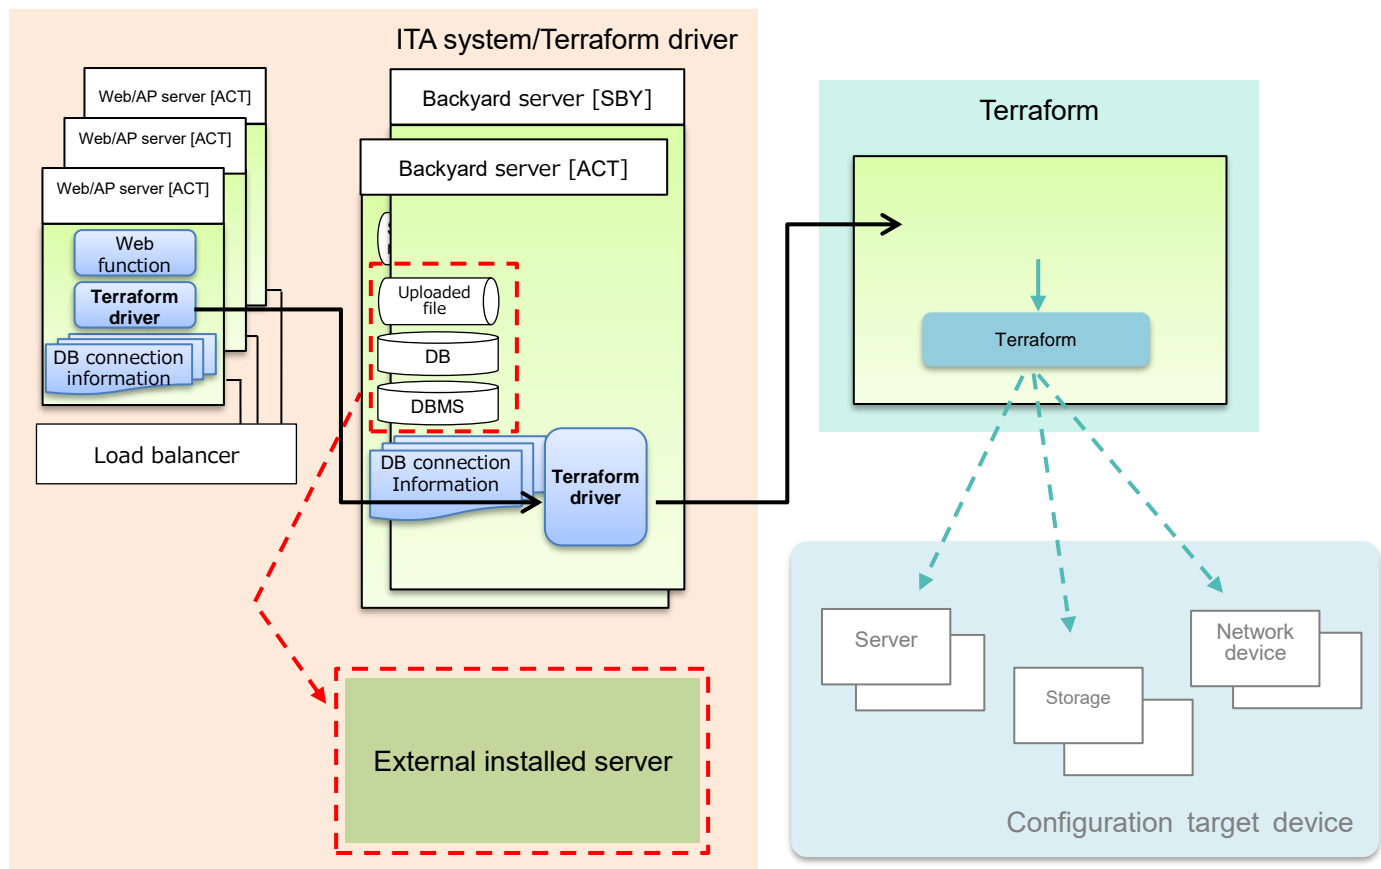 ITA system/Terraform driver
Web/AP server [ACT]
Web/AP server [ACT]
Web/AP server [ACT]
Web
function
Terraform
driver
DB connection
information
Load balancer
Backyard server [SBY]
Backyard server [ACT]
Uploaded
file
DB
DBMS
DB connection
Information
Terraform
driver
External installed server
Terraform
Terraform
Server
Storage
Network
device
Configuration target device